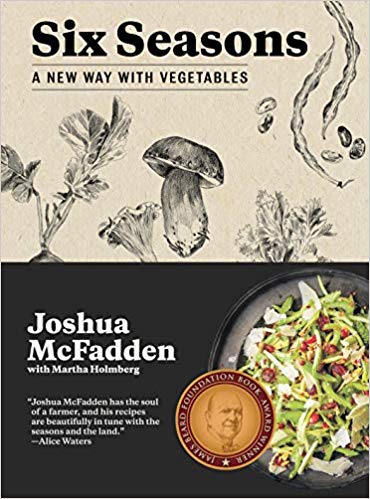 Six Seasons
A NEW WAY WITH VEGETABLES
Joshua
McFadden
with Martha Holmberg
“Joshua McFadden has the soul
of a farmer, and his recipes
are beautifully in tune with the
seasons and the land.”
—Alice Waters
JAMES BEARD FOUNDATION BOOK AWARD WINNER